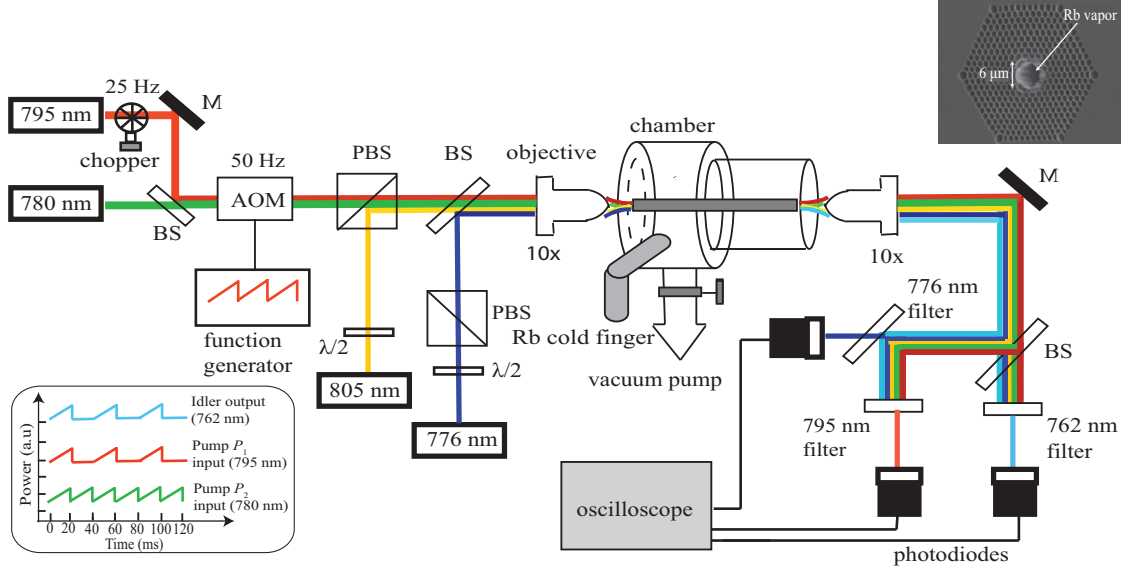 Rb vapor
6 μm
25 Hz
M
795 nm
chopper
50 Hz
PBS
BS
objective
chamber
780 nm
AOM
BS
M
10x
10x
776 nm
filter
PBS
Rb cold finger
function
generator
λ/2
λ/2
vacuum pump
BS
805 nm
776 nm
795 nm
filter
762 nm
filter
oscilloscope
photodiodes
Power (a.u)
Idler output
(762 nm)
Pump P₁
input (795 nm)
Pump P₂
input (780 nm)
0 20 40 60 80 100 120
Time (ms)